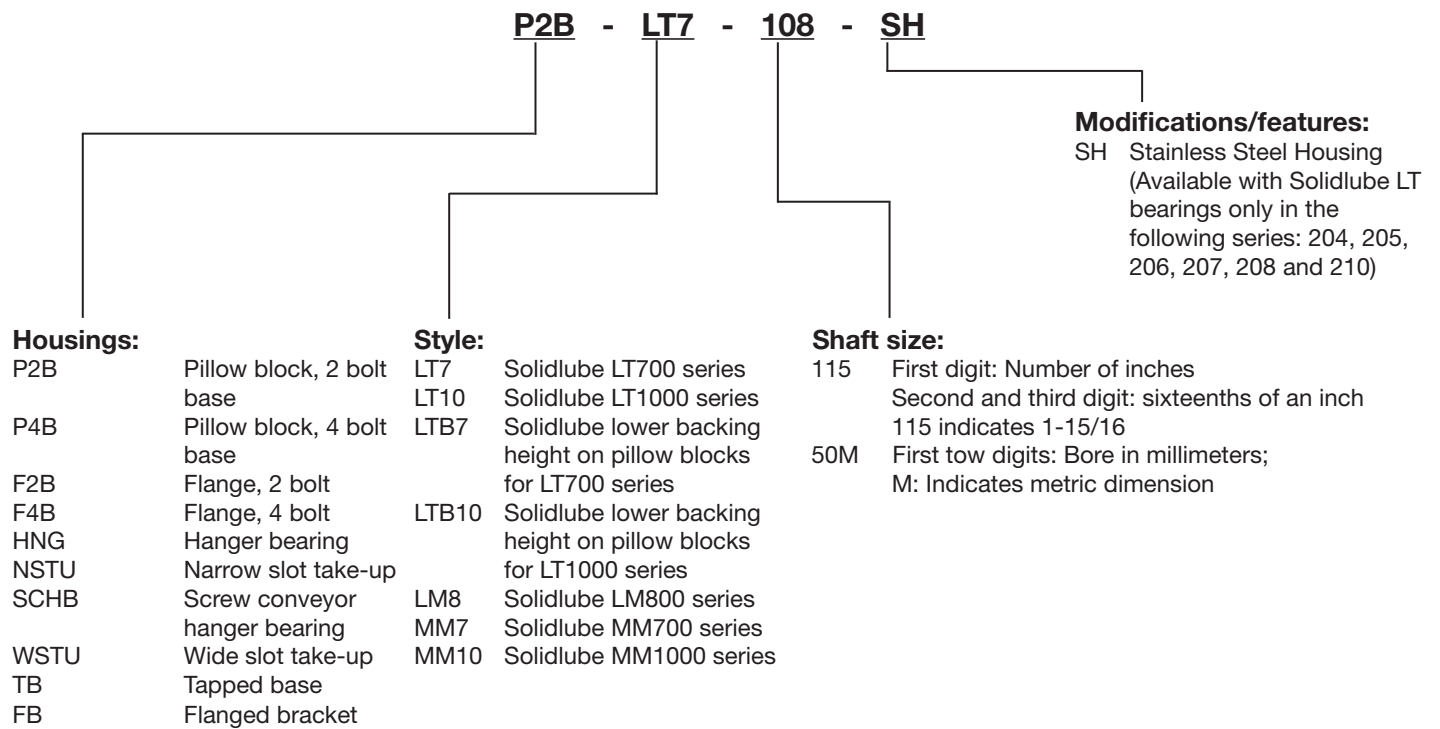 P2B - LT7 - 108 - SH
Modifications/features:
SH Stainless Steel Housing
(Available with Solidlube LT
bearings only in the
following series: 204, 205,
206, 207, 208 and 210)
Housings:
P2B Pillow block, 2 bolt
base
P4B Pillow block, 4 bolt
base
F2B Flange, 2 bolt
F4B Flange, 4 bolt
HNG Hanger bearing
NSTU Narrow slot take-up
SCHB Screw conveyor
hanger bearing
WSTU Wide slot take-up
TB Tapped base
FB Flanged bracket
Style:
LT7 Solidlube LT700 series
LT10 Solidlube LT1000 series
LTB7 Solidlube lower backing
height on pillow blocks
for LT700 series
LTB10 Solidlube lower backing
height on pillow blocks
for LT1000 series
LM8 Solidlube LM800 series
MM7 Solidlube MM700 series
MM10 Solidlube MM1000 series
Shaft size:
115 First digit: Number of inches
Second and third digit: sixteenths of an inch
115 indicates 1-15/16
50M First tow digits: Bore in millimeters;
M: Indicates metric dimension